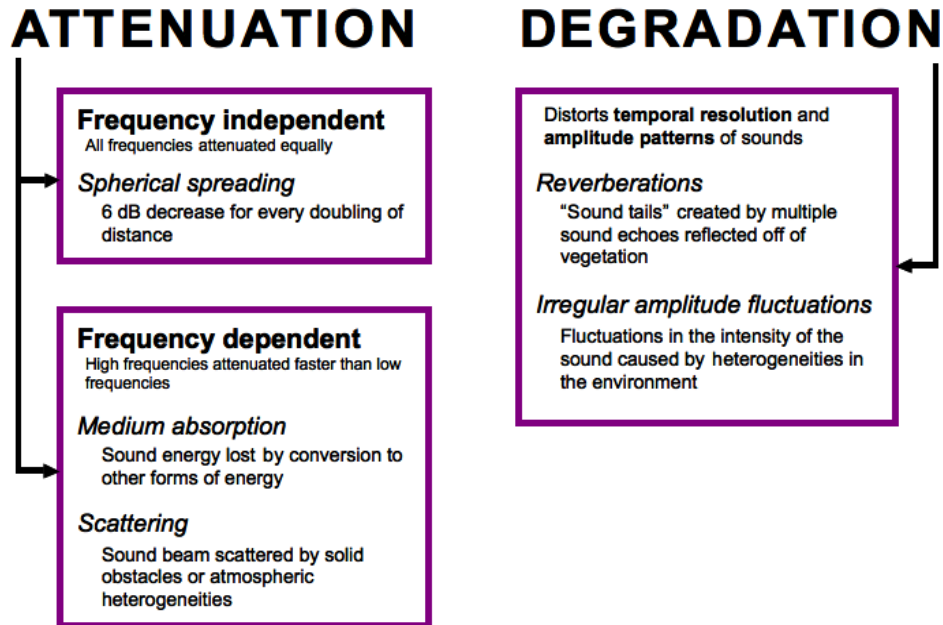 ATTENUATION
Frequency independent
All frequencies attenuated equally
Spherical spreading
6 dB decrease for every doubling of
distance
Frequency dependent
High frequencies attenuated faster than low
frequencies
Medium absorption
Sound energy lost by conversion to
other forms of energy
Scattering
Sound beam scattered by solid
obstacles or atmospheric
heterogeneities
DEGRADATION
Distorts temporal resolution and
amplitude patterns of sounds
Reverberations
“Sound tails” created by multiple
sound echoes reflected off of
vegetation
Irregular amplitude fluctuations
Fluctuations in the intensity of the
sound caused by heterogeneities in
the environment